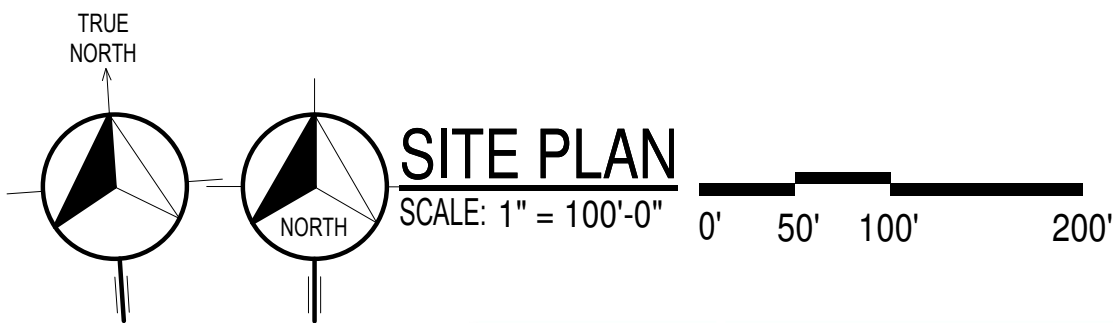 TRUE
NORTH
NORTH
SITE PLAN
SCALE: 1" = 100'-0"
0' 50' 100' 200'